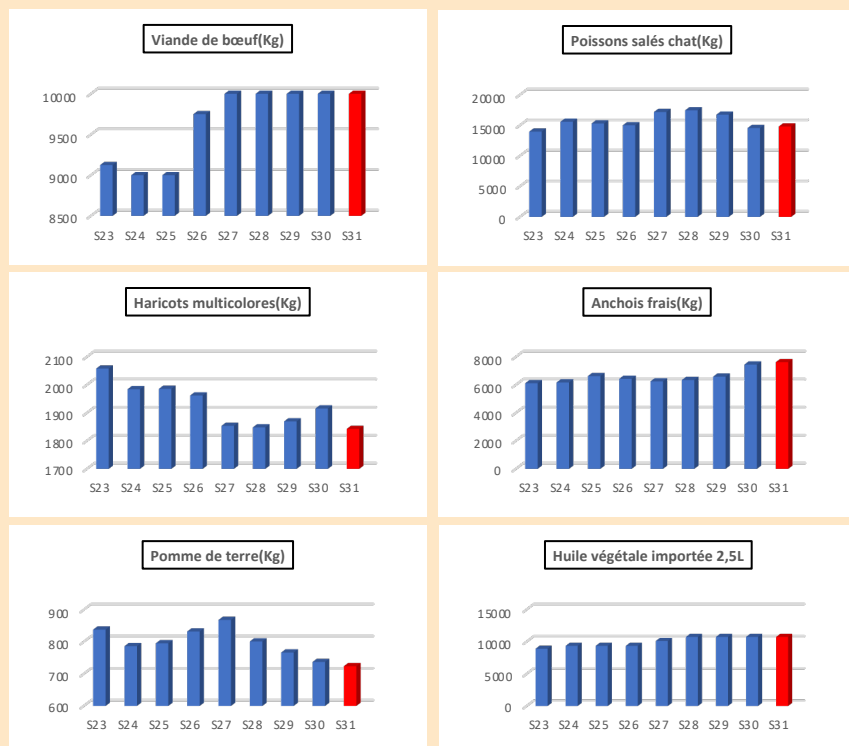 Viande de bœuf(Kg)
10000
9500
9000
8500
S23 S24 S25 S26 S27 S28 S29 S30 S31
Poissons salés chat(Kg)
20000
15000
10000
5000
0
S23 S24 S25 S26 S27 S28 S29 S30 S31
Haricots multicolores(Kg)
2100
2000
1900
1800
1700
S23 S24 S25 S26 S27 S28 S29 S30 S31
Anchois frais(Kg)
8000
6000
4000
2000
0
S23 S24 S25 S26 S27 S28 S29 S30 S31
Pomme de terre(Kg)
900
800
700
600
S23 S24 S25 S26 S27 S28 S29 S30 S31
Huile végétale importée 2,5L
15000
10000
5000
0
S23 S24 S25 S26 S27 S28 S29 S30 S31